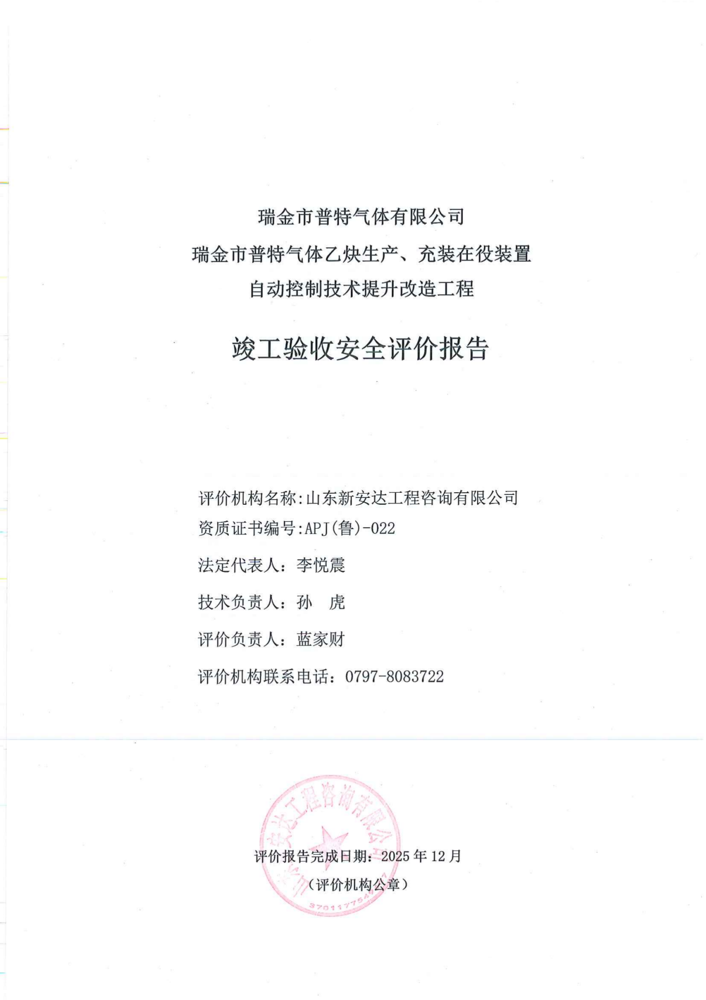 瑞金市普特气体有限公司
瑞金市普特气体乙炔生产、充装在役装置
自动控制技术提升改造工程
竣工验收安全评价报告
评价机构名称:山东新安达工程咨询有限公司
资质证书编号:APJ(鲁)-022
法定代表人：李悦震
技术负责人：孙　虎
评价负责人：蓝家财
评价机构联系电话：0797-8083722
安达工程咨询有限公司
评价报告完成日期：2025年12月
（评价机构公章）